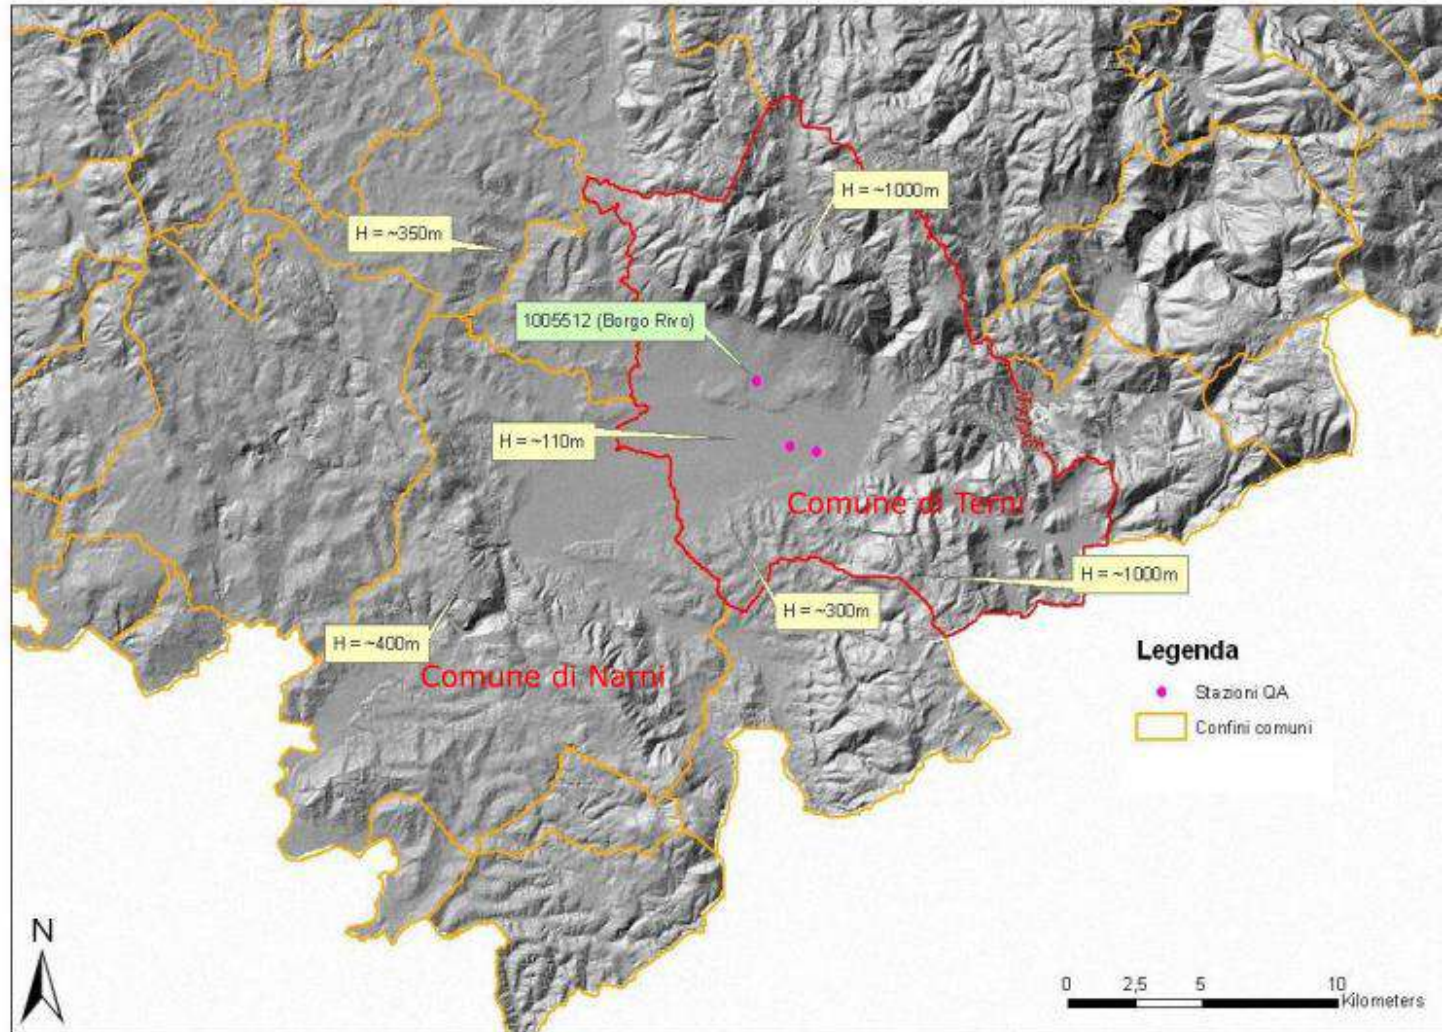 H = ~1000m
H = ~350m
1005512 (Borgo Rivo)
H = ~110m
Comune di Terni
H = ~1000m
H = ~300m
H = ~400m
Comune di Narni
Legenda
Stazioni QA
Confini comuni
N
0 2,5 5 10
Kilometers